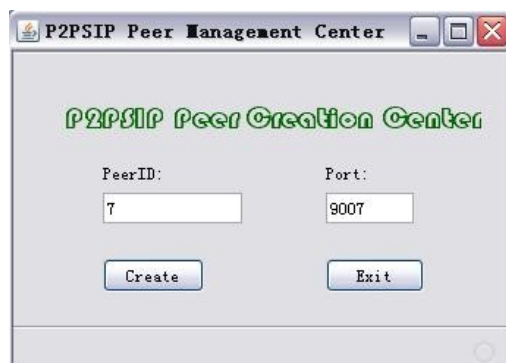 P2PSIP Peer Management Center
P2PSIP Peer Creation Center
PeerID: Port:
7 9007
Create Exit